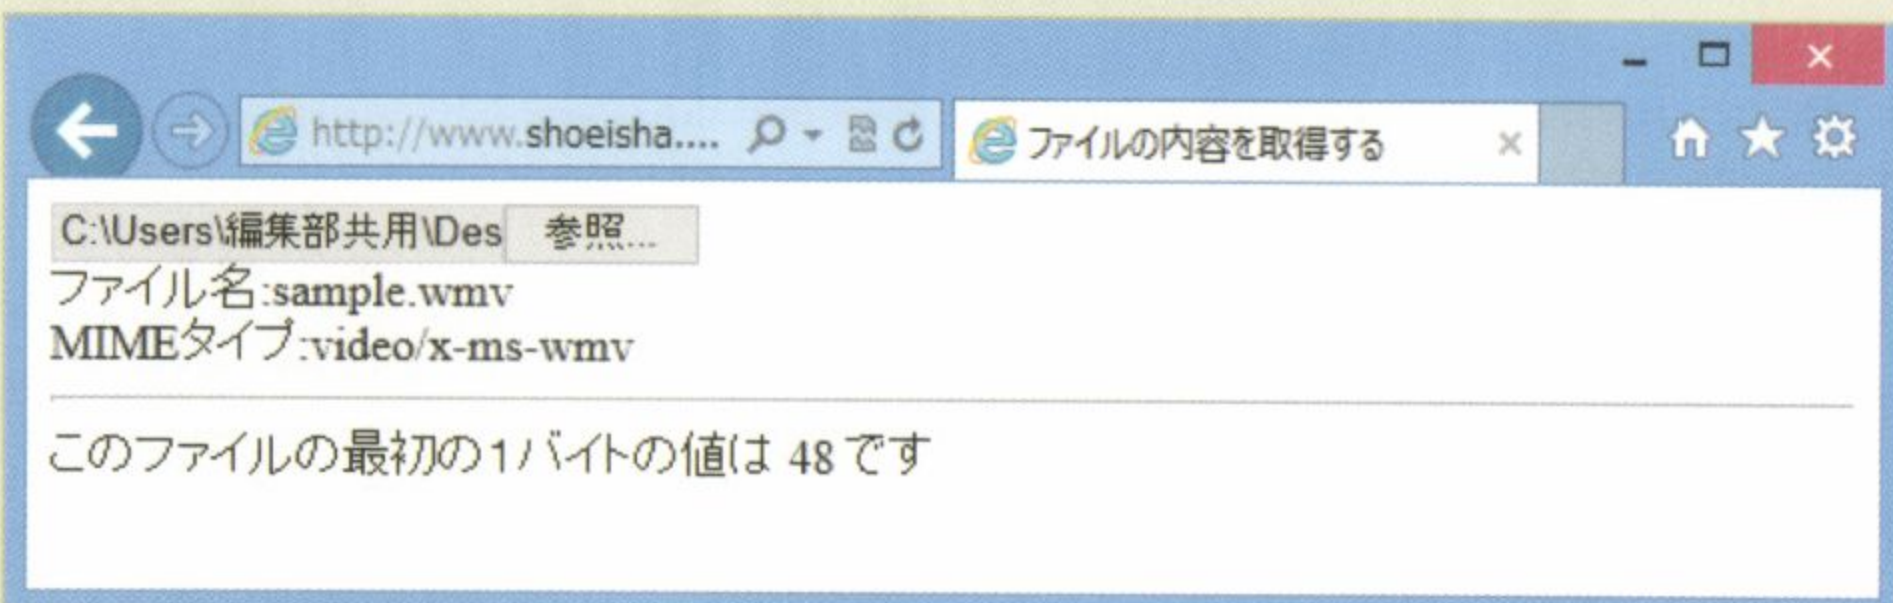 http://www.shoeisha....
ファイルの内容を取得する
C:\Users\編集部共用\Des 参照...
ファイル名:sample.wmv
MIMEタイプ:video/x-ms-wmv
このファイルの最初の1バイトの値は 48 です